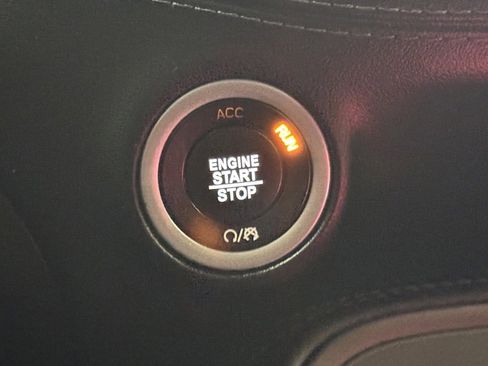 ACC
RUN
ENGINE
START
STOP
/